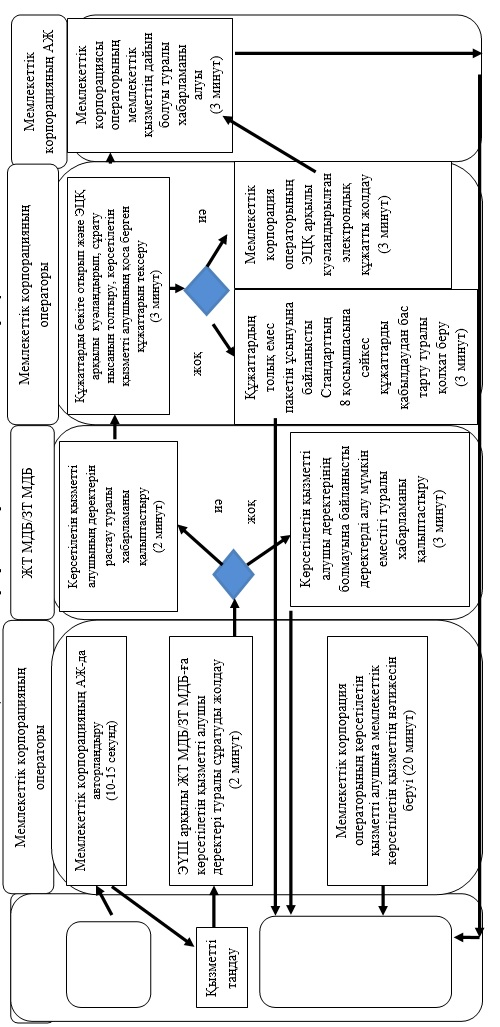 Мемлекеттік корпорацияның
операторы
ЖТ МДБ/ЗТ МДБ
Мемлекеттік корпорацияның
операторы
Мемлекеттік
корпорацияның АЖ
Мемлекеттік корпорацияның АЖ-да
авторландыру
(10-15 секунд)
Қызметті
таңдау
ЭҮШ арқылы ЖТ МДБ/ЗТ МДБ-ға
көрсетілетін қызметті алушы
деректері туралы сұратуды жолдау
(2 минут)
Мемлекеттік корпорация
операторының көрсетілетін
қызметті алушыға мемлекеттік
көрсетілетін қызметтің нәтижесін
беруі (20 минут)
Көрсетілетін қызметті
алушының деректерін
растау туралы
хабарламаны
қалыптастыру
(2 минут)
иә
жоқ
Көрсетілетін қызметті
алушы деректерінің
болмауына байланысты
деректерді алу мүмкін
еместігі туралы
хабарламаны
қалыптастыру
(3 минут)
Құжаттарды бекіте отырып және ЭЦҚ
арқылы куәландырып, сұрату
нысанын толтыру, көрсетілетін
қызметті алушының қоса берген
құжаттарын тексеру
(3 минут)
жоқ
иә
Құжаттардың
толық емес
пакетін ұсынуына
байланысты
Стандарттың
8 қосымшасына
сәйкес
құжаттарды
қабылдаудан бас
тарту туралы
қолхат беру
(3 минут)
Мемлекеттік
корпорация
операторының
ЭЦҚ арқылы
куәландырылған
электрондық
құжатты жолдау
(3 минут)
Мемлекеттік
корпорациясы
операторының
мемлекеттік
қызметтің дайын
болуы туралы
хабарламаны
алуы
(3 минут)